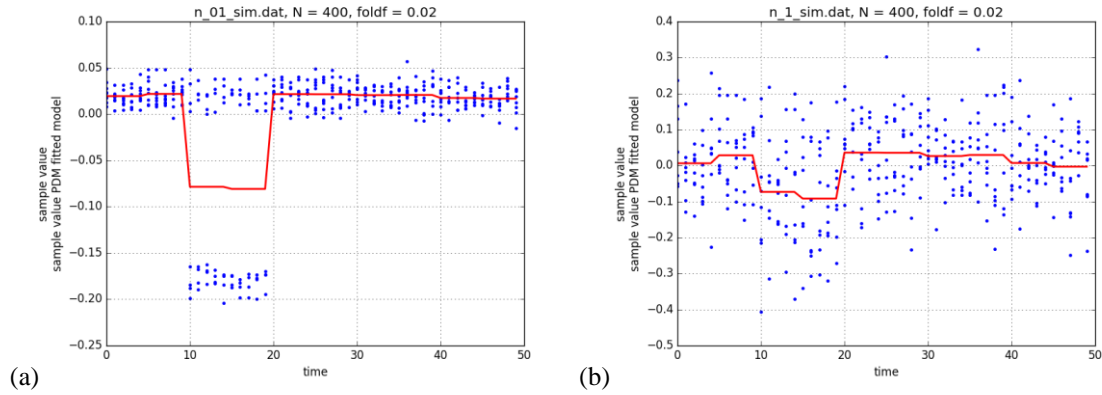 n_01_sim.dat, N = 400, foldf = 0.02
sample value
sample value PDM fitted model
0.10
0.05
0.00
−0.05
−0.10
−0.15
−0.20
−0.25
0 10 20 30 40 50
time
(a)
n_1_sim.dat, N = 400, foldf = 0.02
sample value
sample value PDM fitted model
0.4
0.3
0.2
0.1
0.0
−0.1
−0.2
−0.3
−0.4
−0.5
0 10 20 30 40 50
time
(b)